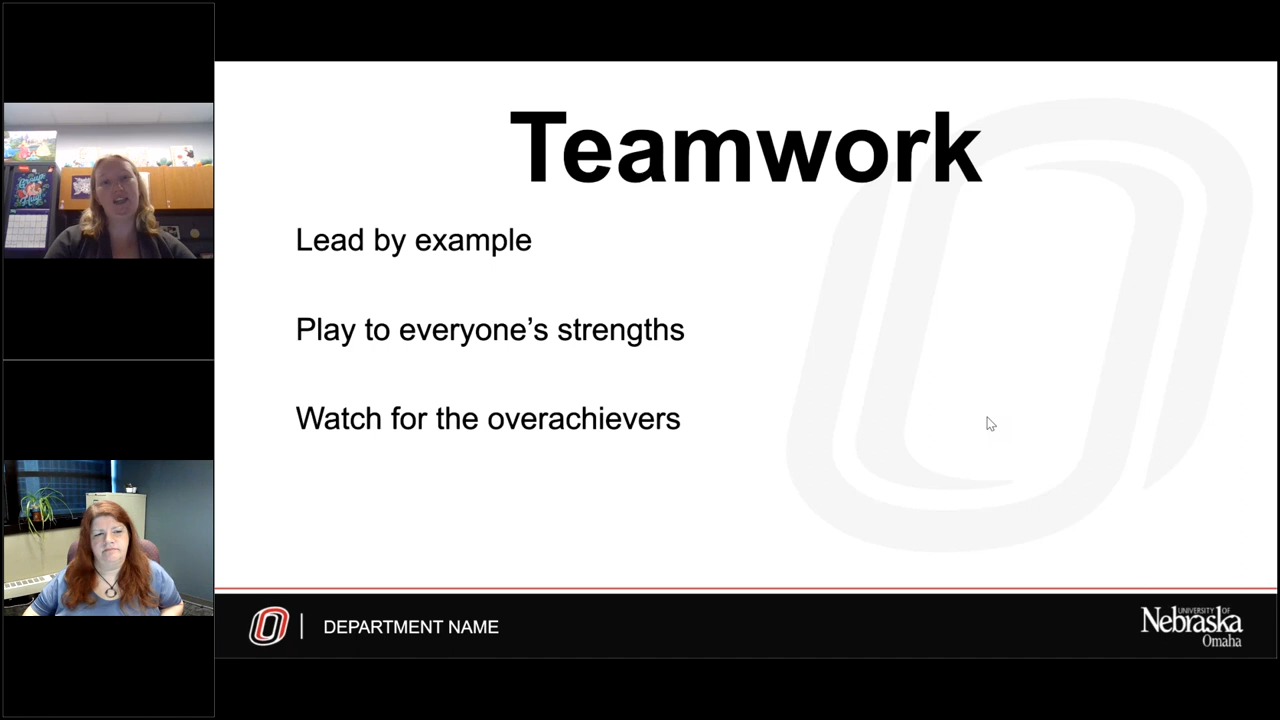 Teamwork
Lead by example
Play to everyone’s strengths
Watch for the overachievers
DEPARTMENT NAME
UNIVERSITY OF
Nebraska
Omaha